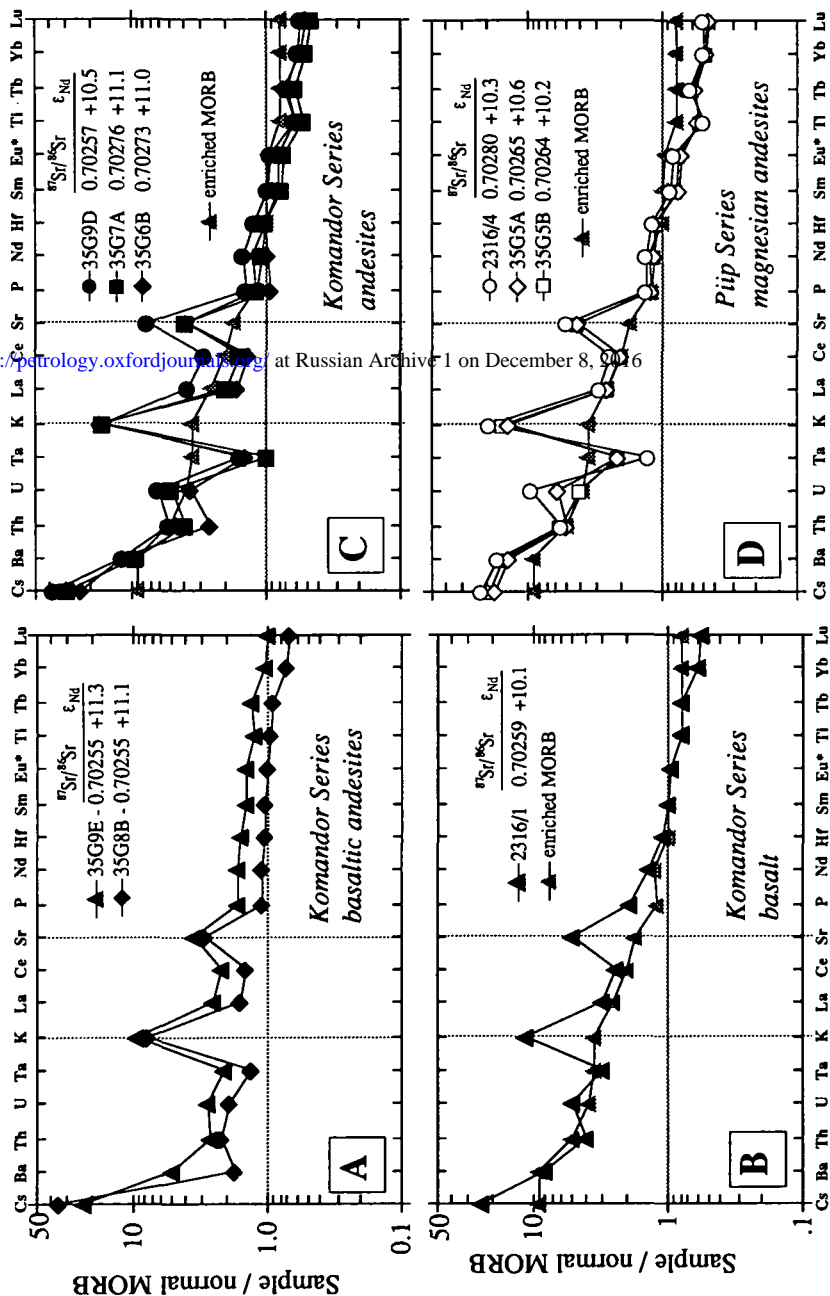 Cs Ba Th U Ta K La Ce Sr P Nd Hf Sm Eu* Ti Tb Yb Lu
50
10
1.0
0.1
Sample / normal MORB
A
35G9E - 0.70255 +11.3
35G8B - 0.70255 +11.1
87Sr/86Sr εNd
Komandor Series
basaltic andesites
Cs Ba Th U Ta K La Ce Sr P Nd Hf Sm Eu* Ti Tb Yb Lu
C
87Sr/86Sr εNd
35G9D 0.70257 +10.5
35G7A 0.70276 +11.1
35G6B 0.70273 +11.0
enriched MORB
Komandor Series
andesites
://petrology.oxfordjournals.org/ at Russian Archive 1 on December 8, 2016
50
10
1
.1
Sample / normal MORB
B
87Sr/86Sr εNd
2316/1 0.70259 +10.1
enriched MORB
Komandor Series
basalt
Cs Ba Th U Ta K La Ce Sr P Nd Hf Sm Eu* Ti Tb Yb Lu
D
87Sr/86Sr εNd
2316/4 0.70280 +10.3
35G5A 0.70265 +10.6
35G5B 0.70264 +10.2
enriched MORB
Piip Series
magnesian andesites
Cs Ba Th U Ta K La Ce Sr P Nd Hf Sm Eu* Ti Tb Yb Lu